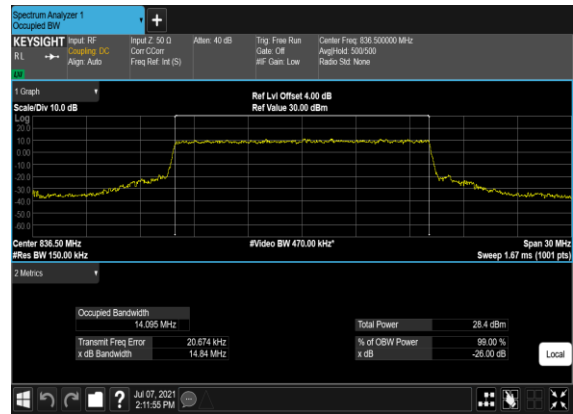 Spectrum Analyzer 1
Occupied BW
+
KEYSIGHT Input: RF Input Z: 50 Ω Atten: 40 dB Trig: Free Run Center Freq: 836.500000 MHz
RL Coupling: DC Corr CCorr Gate: Off Avg|Hold: 500/500
Align: Auto Freq Ref: Int (S) #IF Gain: Low Radio Std: None
LU
1 Graph
Ref Lvl Offset 4.00 dB
Scale/Div 10.0 dB Ref Value 30.00 dBm
Log
20.0
10.0
0.00
-10.0
-20.0
-30.0
-40.0
-50.0
-60.0
Center 836.50 MHz #Video BW 470.00 kHz* Span 30 MHz
#Res BW 150.00 kHz Sweep 1.67 ms (1001 pts)
2 Metrics
Occupied Bandwidth
14.095 MHz Total Power 28.4 dBm
Transmit Freq Error 20.674 kHz % of OBW Power 99.00 %
x dB Bandwidth 14.84 MHz x dB -26.00 dB
Local
? Jul 07, 2021
2:11:55 PM